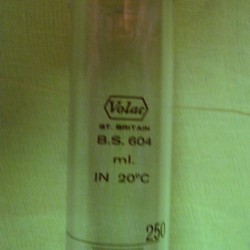 Volac
GT. BRITAIN
B.S. 604
ml.
IN 20°C
250